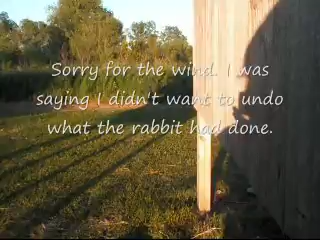 Sorry for the wind. I was
saying I didn't want to undo
what the rabbit had done.